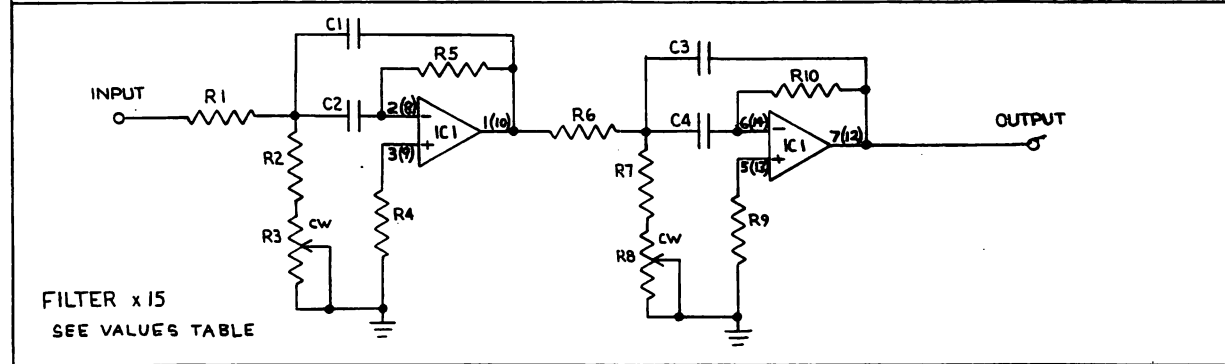 C1
C3
R5
R10
INPUT
R1
C2
2(8)
IC1
1(10)
R6
C4
6(14)
IC1
7(12)
OUTPUT
3(9)
5(13)
R2
R7
R4
R9
R3
CW
R8
CW
FILTER x 15
SEE VALUES TABLE